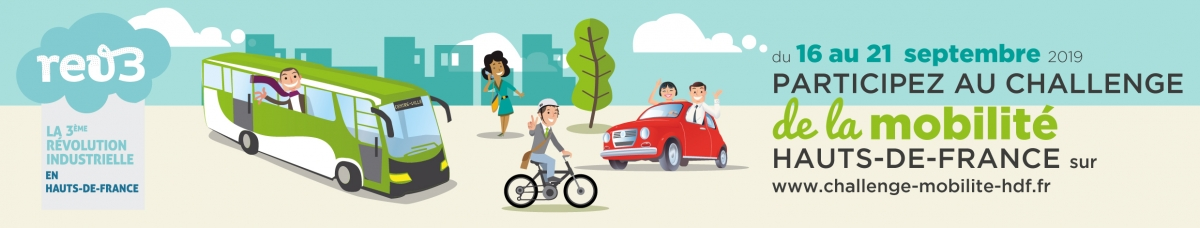 rev3
LA 3ÈME
RÉVOLUTION
INDUSTRIELLE
EN
HAUTS-DE-FRANCE
du 16 au 21 septembre 2019
PARTICIPEZ AU CHALLENGE
de la mobilité
HAUTS-DE-FRANCE sur
www.challenge-mobilite-hdf.fr